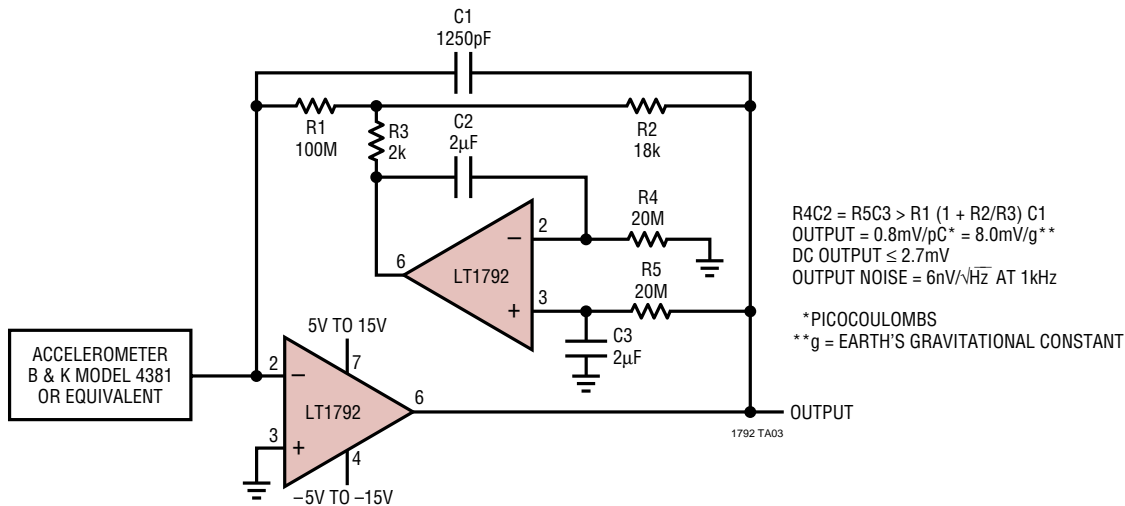 C1
1250pF
R1
100M
R3
2k
C2
2µF
R2
18k
R4
20M
2
–
6
LT1792
R5
20M
+
3
C3
2µF
R4C2 = R5C3 > R1 (1 + R2/R3) C1
OUTPUT = 0.8mV/pC* = 8.0mV/g**
DC OUTPUT ≤ 2.7mV
OUTPUT NOISE = 6nV/√Hz AT 1kHz
*PICOCOULOMBS
**g = EARTH'S GRAVITATIONAL CONSTANT
ACCELEROMETER
B & K MODEL 4381
OR EQUIVALENT
5V TO 15V
2
–
7
LT1792
6
3
+
4
–5V TO –15V
OUTPUT
1792 TA03